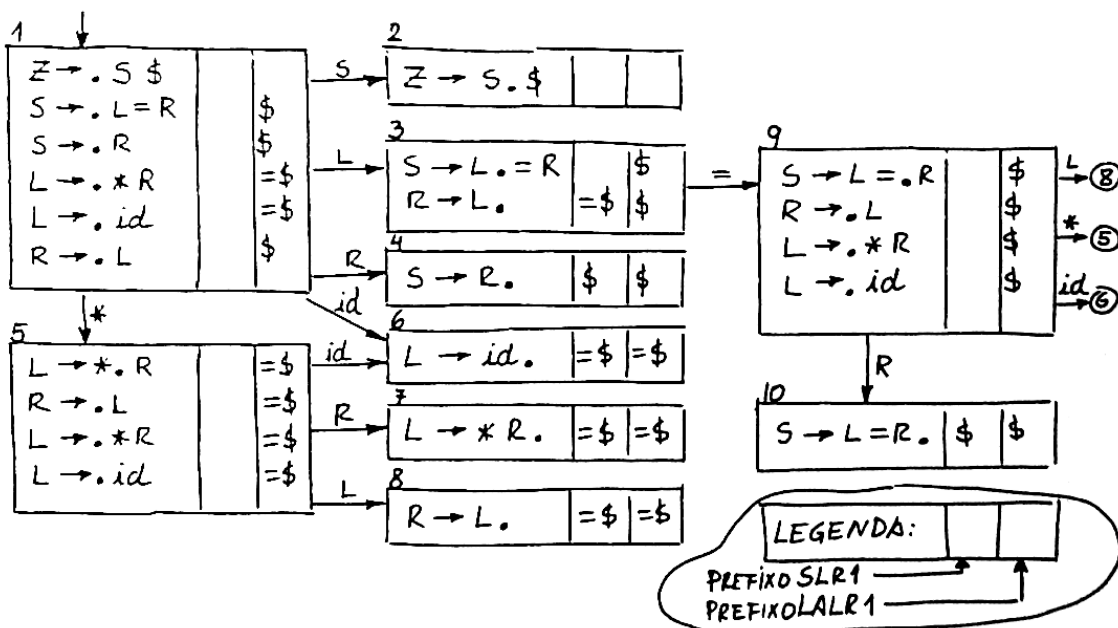 1
Z → . S $
S → . L = R $
S → . R $
L → . * R = $
L → . id = $
R → . L $
S
L
R
id
*
2
Z → S . $
3
S → L . = R $
R → L . = $ $
=
4
S → R . $ $
5
L → * . R = $
R → . L = $
L → . * R = $
L → . id = $
id
R
L
6
L → id . = $ = $
7
L → * R . = $ = $
8
R → L . = $ = $
9
S → L = . R $
R → . L $
L → . * R $
L → . id $
L 8
* 5
id 6
R
10
S → L = R . $ $
LEGENDA:
PREFIXO SLR1
PREFIXO LALR1